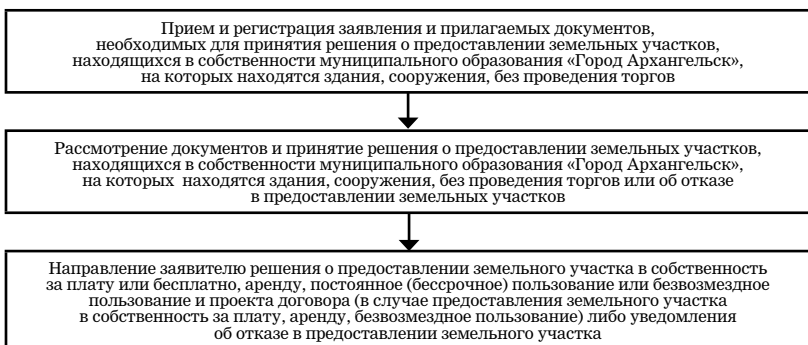 Прием и регистрация заявления и прилагаемых документов,
необходимых для принятия решения о предоставлении земельных участков,
находящихся в собственности муниципального образования «Город Архангельск»,
на которых находятся здания, сооружения, без проведения торгов
Рассмотрение документов и принятие решения о предоставлении земельных участков,
находящихся в собственности муниципального образования «Город Архангельск»,
на которых находятся здания, сооружения, без проведения торгов или об отказе
в предоставлении земельных участков
Направление заявителю решения о предоставлении земельного участка в собственность
за плату или бесплатно, аренду, постоянное (бессрочное) пользование или безвозмездное
пользование и проекта договора (в случае предоставления земельного участка
в собственность за плату, аренду, безвозмездное пользование) либо уведомления
об отказе в предоставлении земельного участка